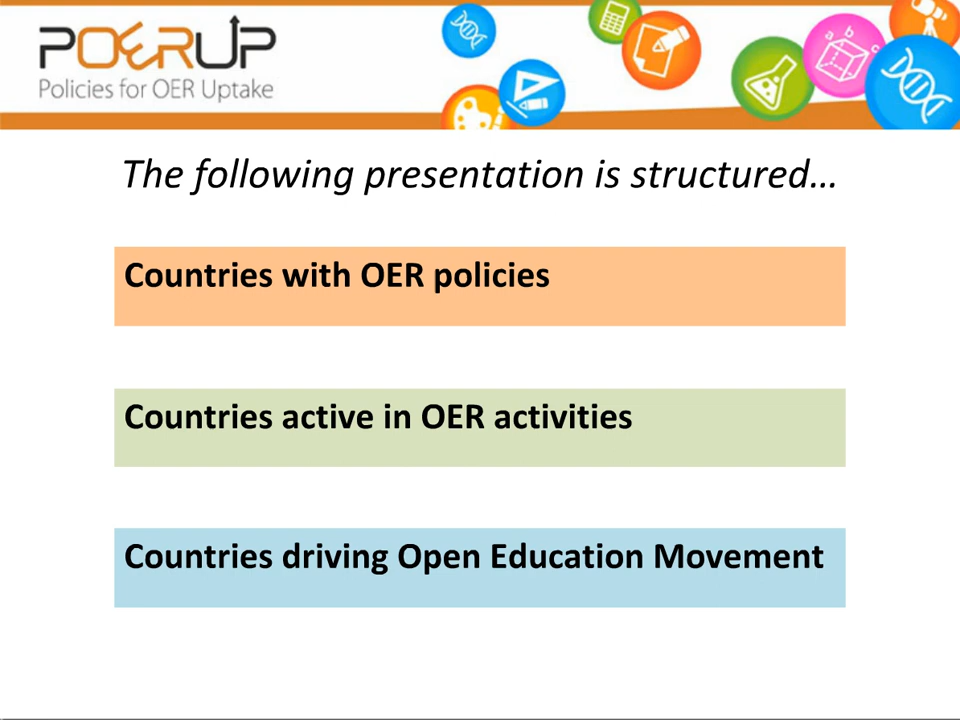 POERUP
Policies for OER Uptake
a b c
The following presentation is structured...
Countries with OER policies
Countries active in OER activities
Countries driving Open Education Movement